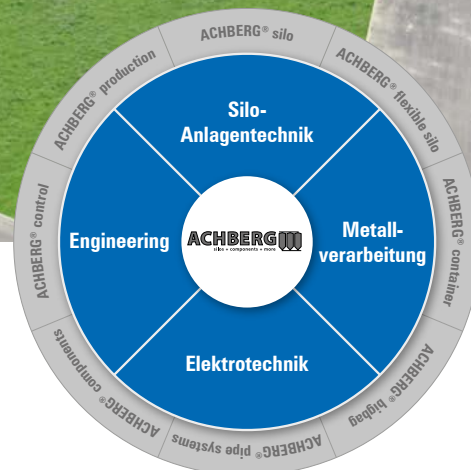 ACHBERG® silo
ACHBERG® flexible silo
ACHBERG® container
ACHBERG® bigbag
ACHBERG® pipe systems
ACHBERG® components
ACHBERG® control
ACHBERG® production
Silo-
Anlagentechnik
Metall-
verarbeitung
Elektrotechnik
Engineering
ACHBERG
silos + components + more